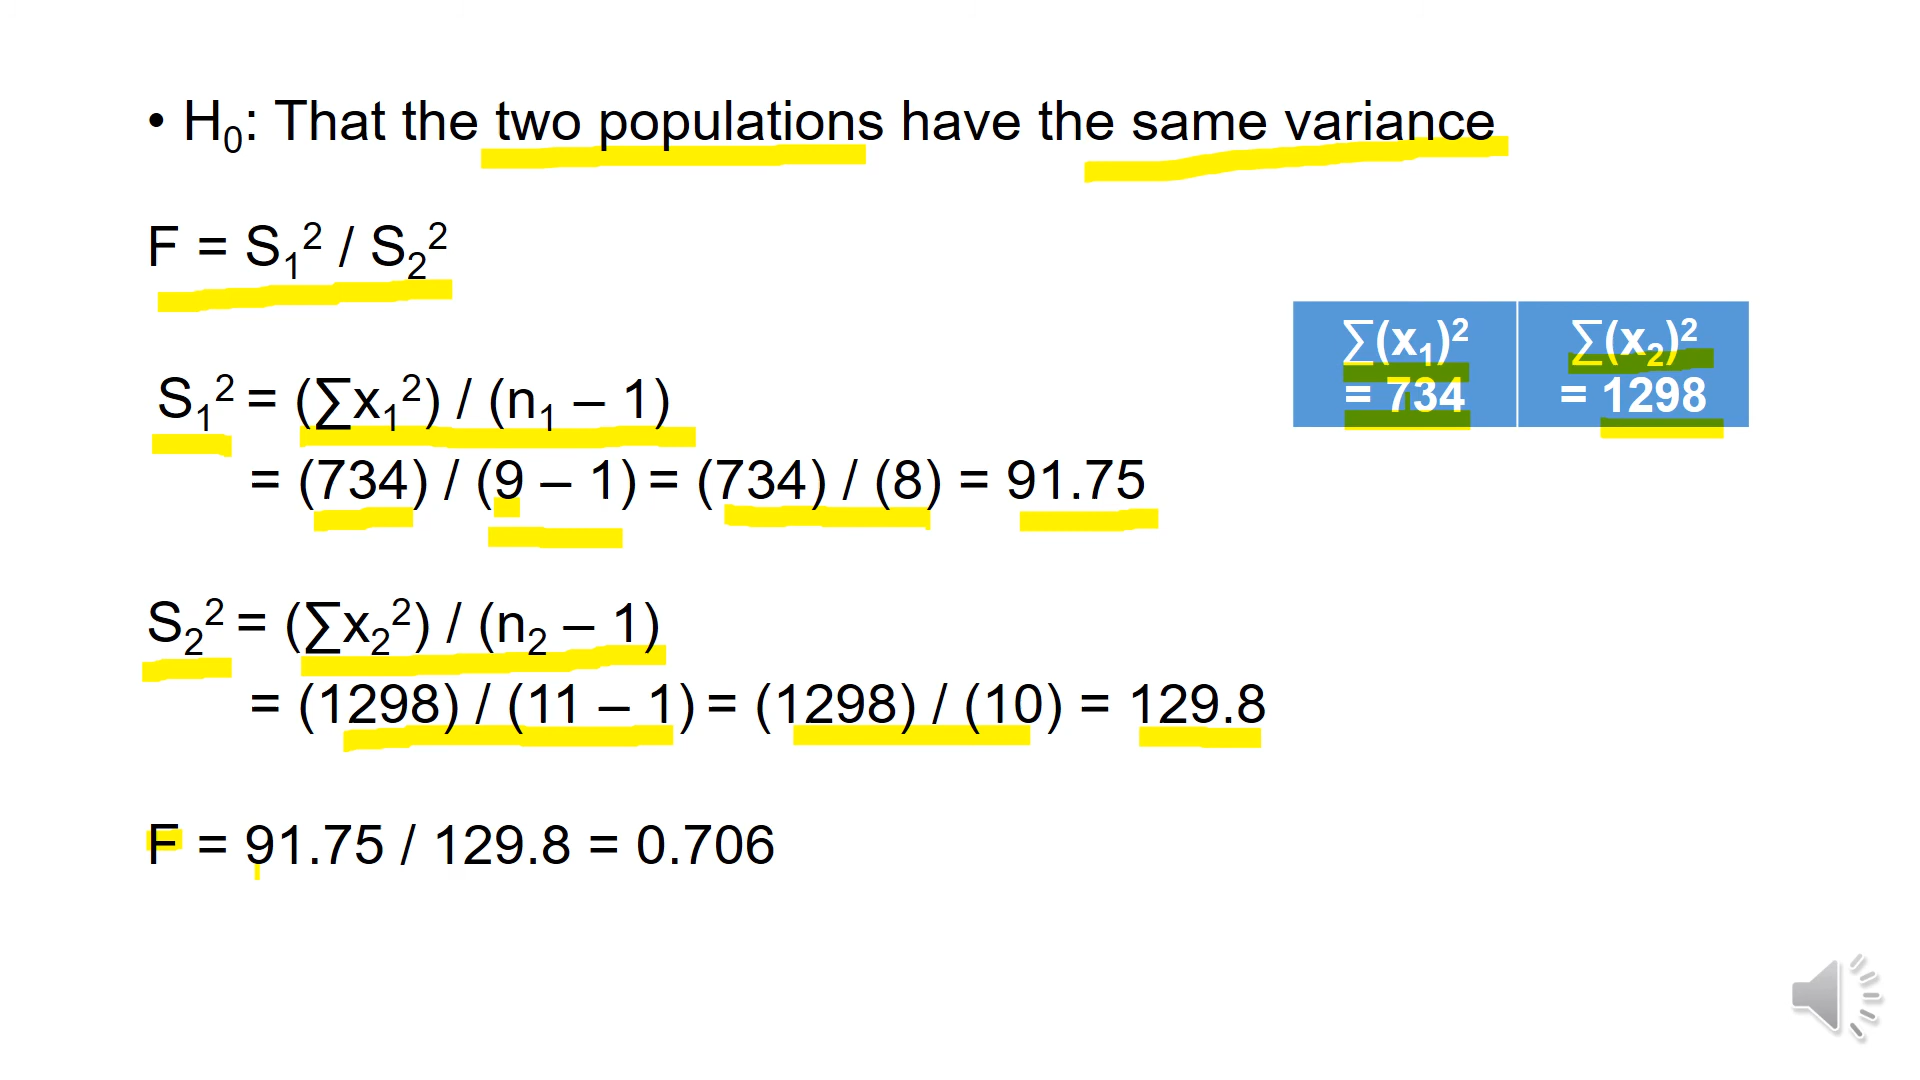 • H₀: That the two populations have the same variance
F = S₁² / S₂²
∑(x₁)² = 734
∑(x₂)² = 1298
S₁² = (∑x₁²) / (n₁ – 1)
= (734) / (9 – 1) = (734) / (8) = 91.75
S₂² = (∑x₂²) / (n₂ – 1)
= (1298) / (11 – 1) = (1298) / (10) = 129.8
F = 91.75 / 129.8 = 0.706